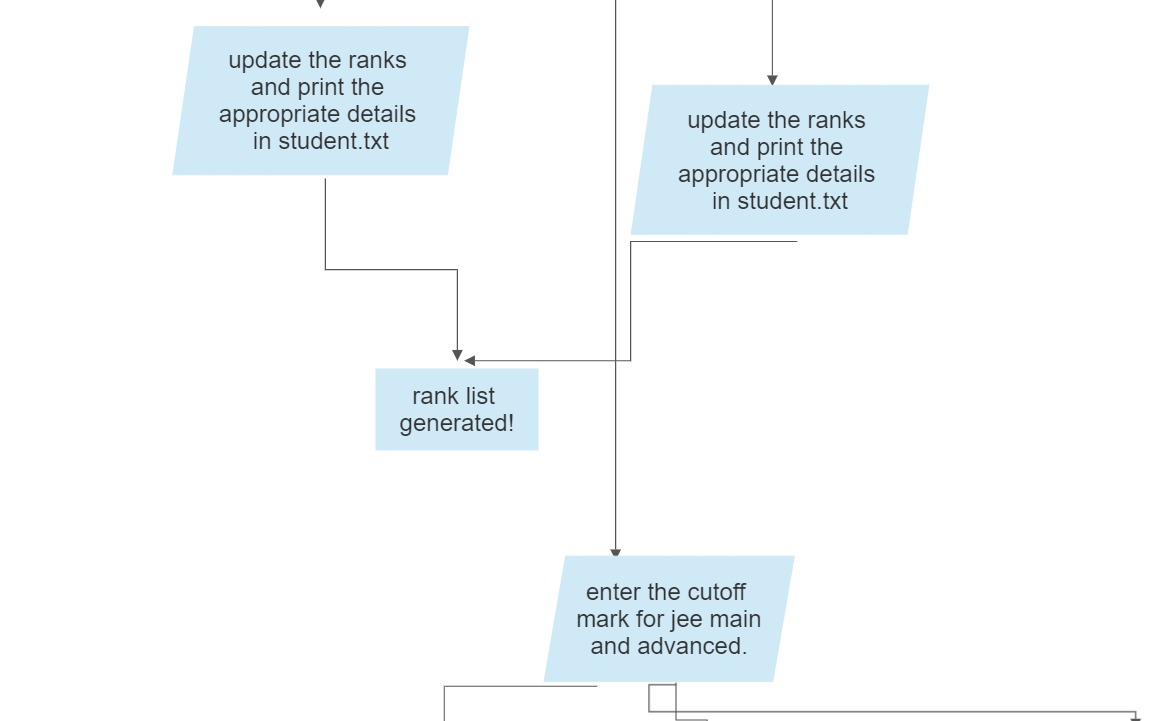 update the ranks
and print the
appropriate details
in student.txt
update the ranks
and print the
appropriate details
in student.txt
rank list
generated!
enter the cutoff
mark for jee main
and advanced.